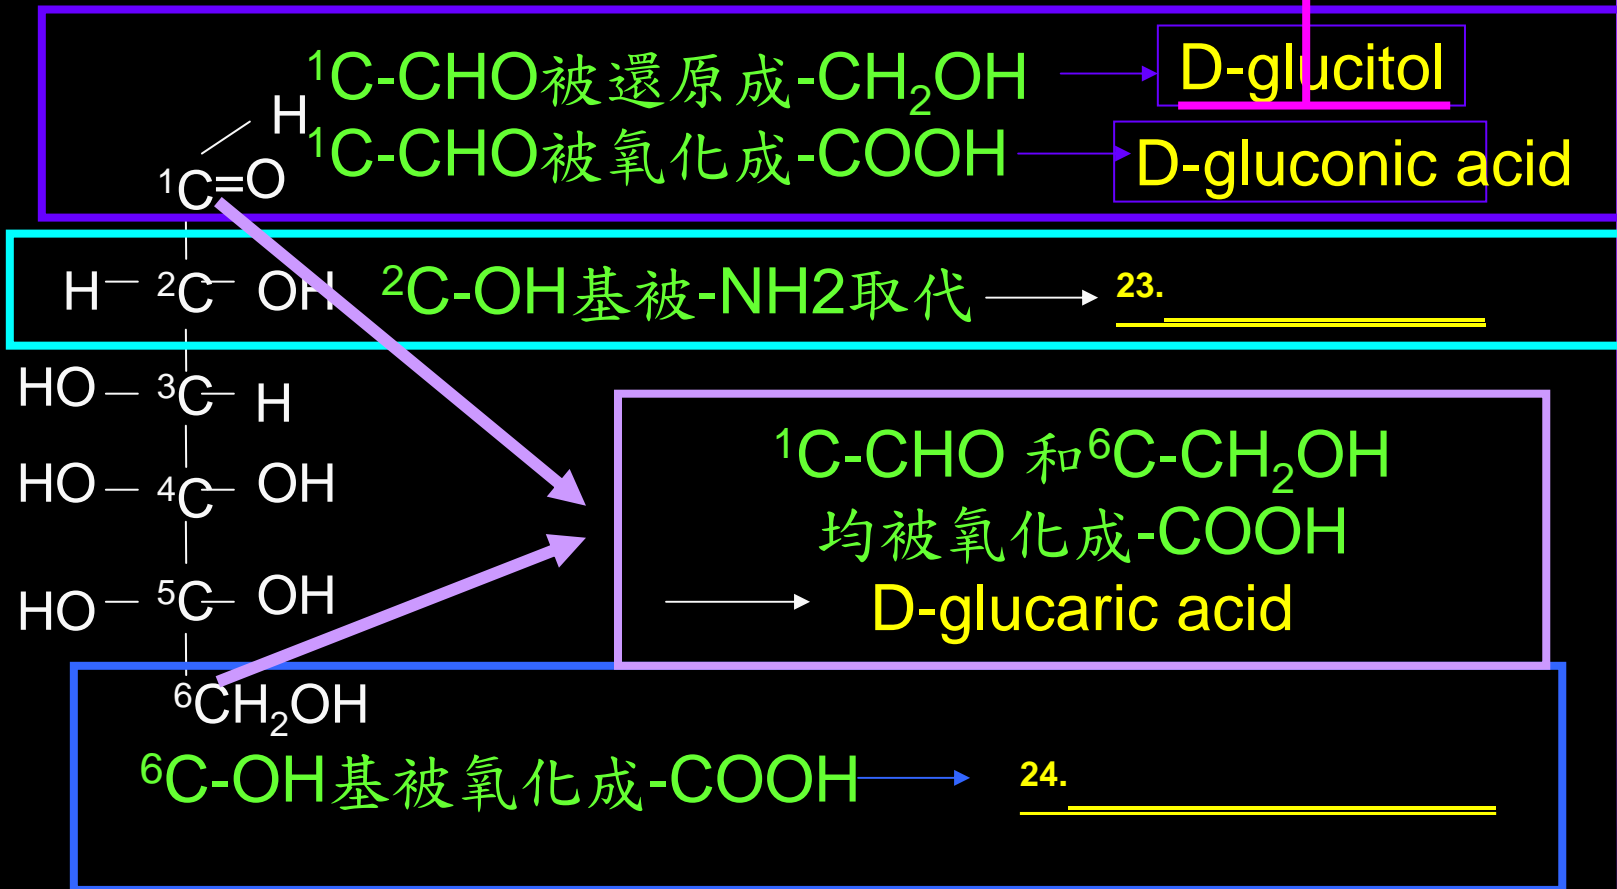 ¹C-CHO被還原成-CH₂OH D-glucitol
¹C-CHO被氧化成-COOH D-gluconic acid
H
¹C=O
H ²C OH ²C-OH基被-NH2取代 23.
HO ³C H
¹C-CHO 和⁶C-CH₂OH
HO ⁴C OH
均被氧化成-COOH
HO ⁵C OH D-glucaric acid
⁶CH₂OH
⁶C-OH基被氧化成-COOH 24.